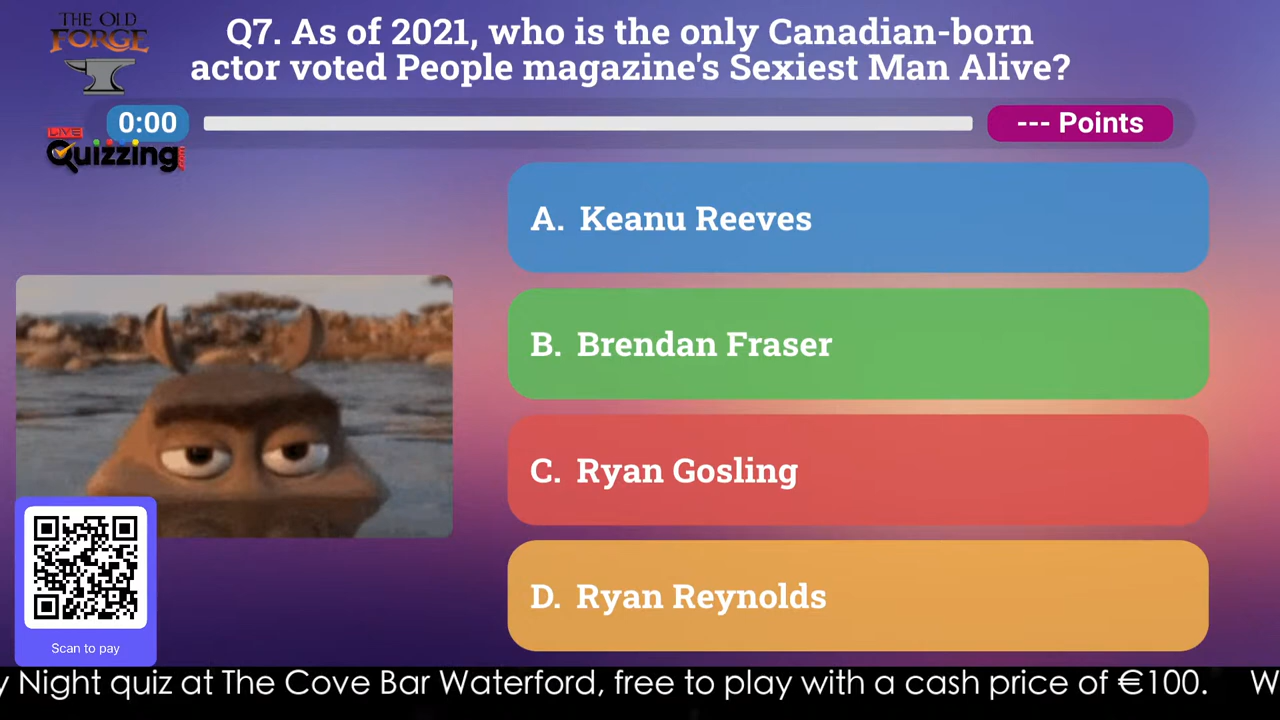 THE OLD
FORGE
Q7. As of 2021, who is the only Canadian-born
actor voted People magazine's Sexiest Man Alive?
0:00
--- Points
LIVE
Quizzing
A. Keanu Reeves
B. Brendan Fraser
C. Ryan Gosling
D. Ryan Reynolds
Scan to pay
y Night quiz at The Cove Bar Waterford, free to play with a cash price of €100. W